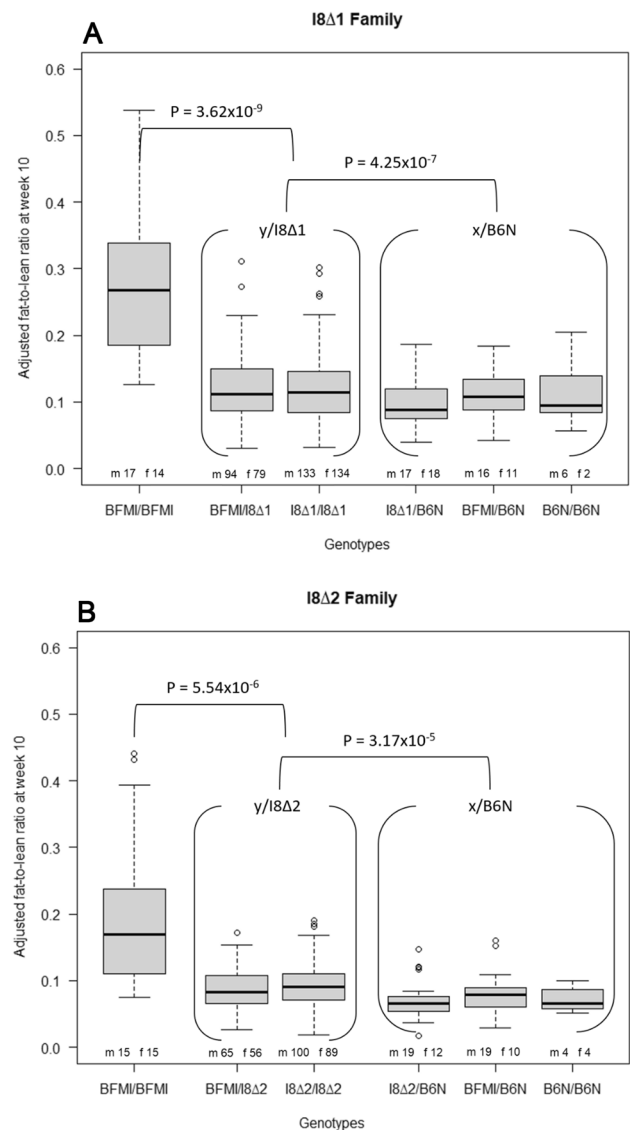 A
I8Δ1 Family
Adjusted fat-to-lean ratio at week 10
0.6
0.5
0.4
0.3
0.2
0.1
0.0
P = 3.62x10⁻⁹
P = 4.25x10⁻⁷
y/I8Δ1
x/B6N
m 17 f 14
m 94 f 79
m 133 f 134
m 17 f 18
m 16 f 11
m 6 f 2
BFMI/BFMI
BFMI/I8Δ1
I8Δ1/I8Δ1
I8Δ1/B6N
BFMI/B6N
B6N/B6N
Genotypes
B
I8Δ2 Family
Adjusted fat-to-lean ratio at week 10
0.6
0.5
0.4
0.3
0.2
0.1
0.0
P = 5.54x10⁻⁶
P = 3.17x10⁻⁵
y/I8Δ2
x/B6N
m 15 f 15
m 65 f 56
m 100 f 89
m 19 f 12
m 19 f 10
m 4 f 4
BFMI/BFMI
BFMI/I8Δ2
I8Δ2/I8Δ2
I8Δ2/B6N
BFMI/B6N
B6N/B6N
Genotypes